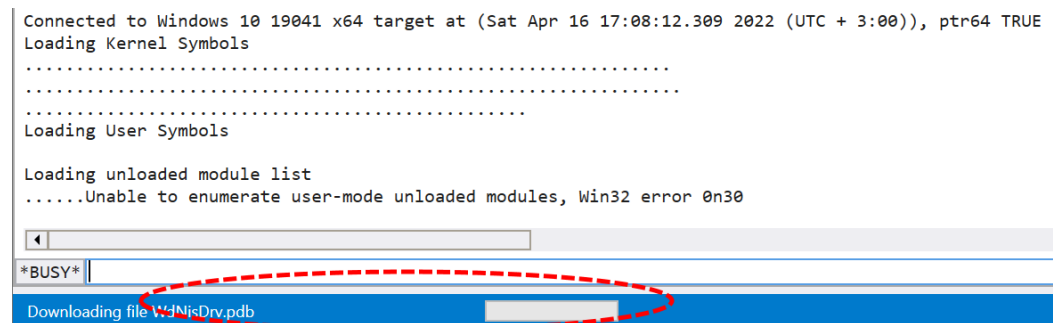 Connected to Windows 10 19041 x64 target at (Sat Apr 16 17:08:12.309 2022 (UTC + 3:00)), ptr64 TRUE
Loading Kernel Symbols
...............................................................
................................................................
.................................................
Loading User Symbols
Loading unloaded module list
......Unable to enumerate user-mode unloaded modules, Win32 error 0n30
*BUSY*
Downloading file WdNisDrv.pdb